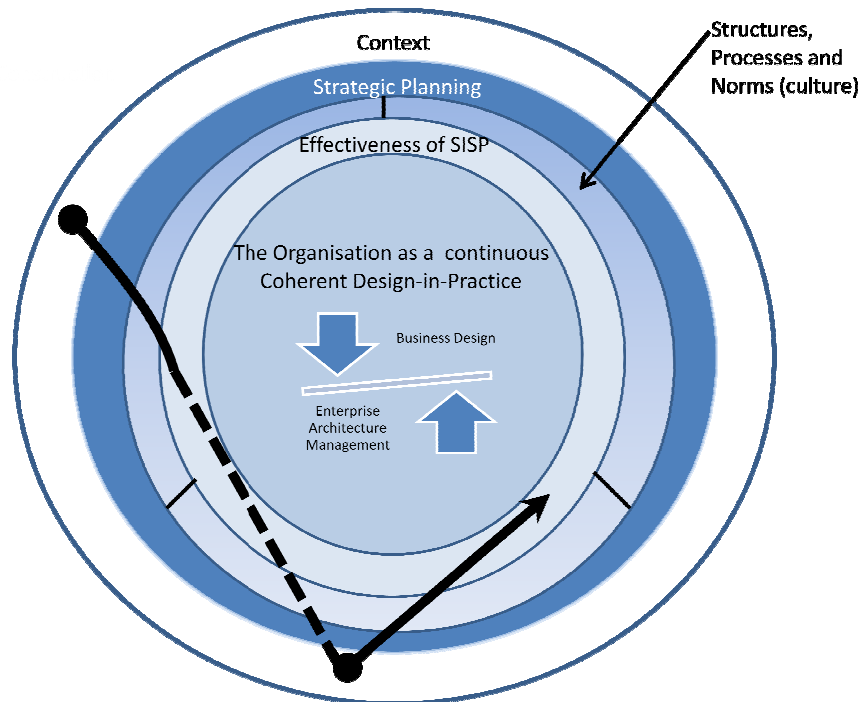 Context
Structures,
Processes and
Norms (culture)
Strategic Planning
Effectiveness of SISP
The Organisation as a continuous
Coherent Design-in-Practice
Business Design
Enterprise
Architecture
Management